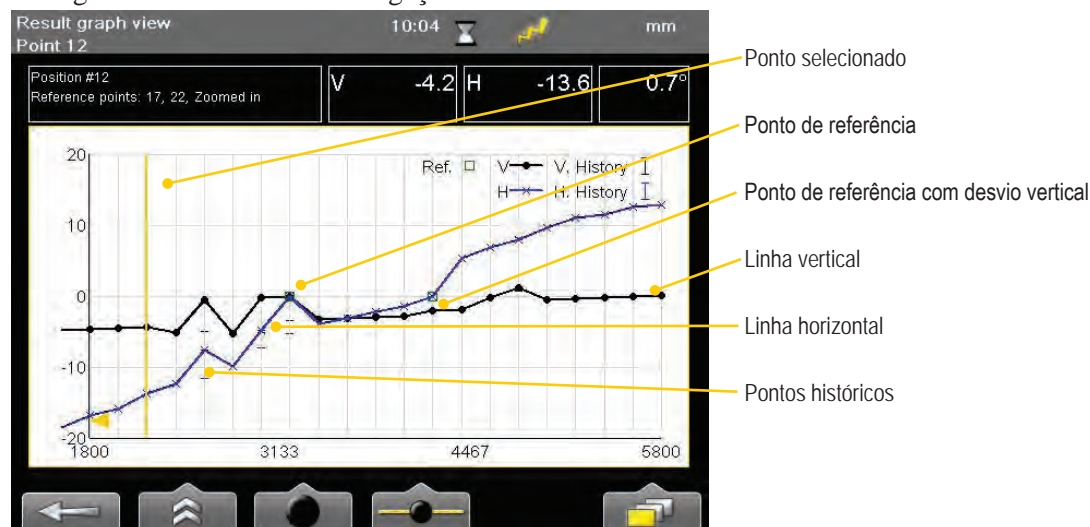 Result graph view
Point 12
10:04
mm
Position #12
Reference points: 17, 22, Zoomed in
V -4.2
H -13.6
0.7°
Ref. V V. History
H H. History
20
10
0
-10
-20
1800 3133 4467 5800
Ponto selecionado
Ponto de referência
Ponto de referência com desvio vertical
Linha vertical
Linha horizontal
Pontos históricos